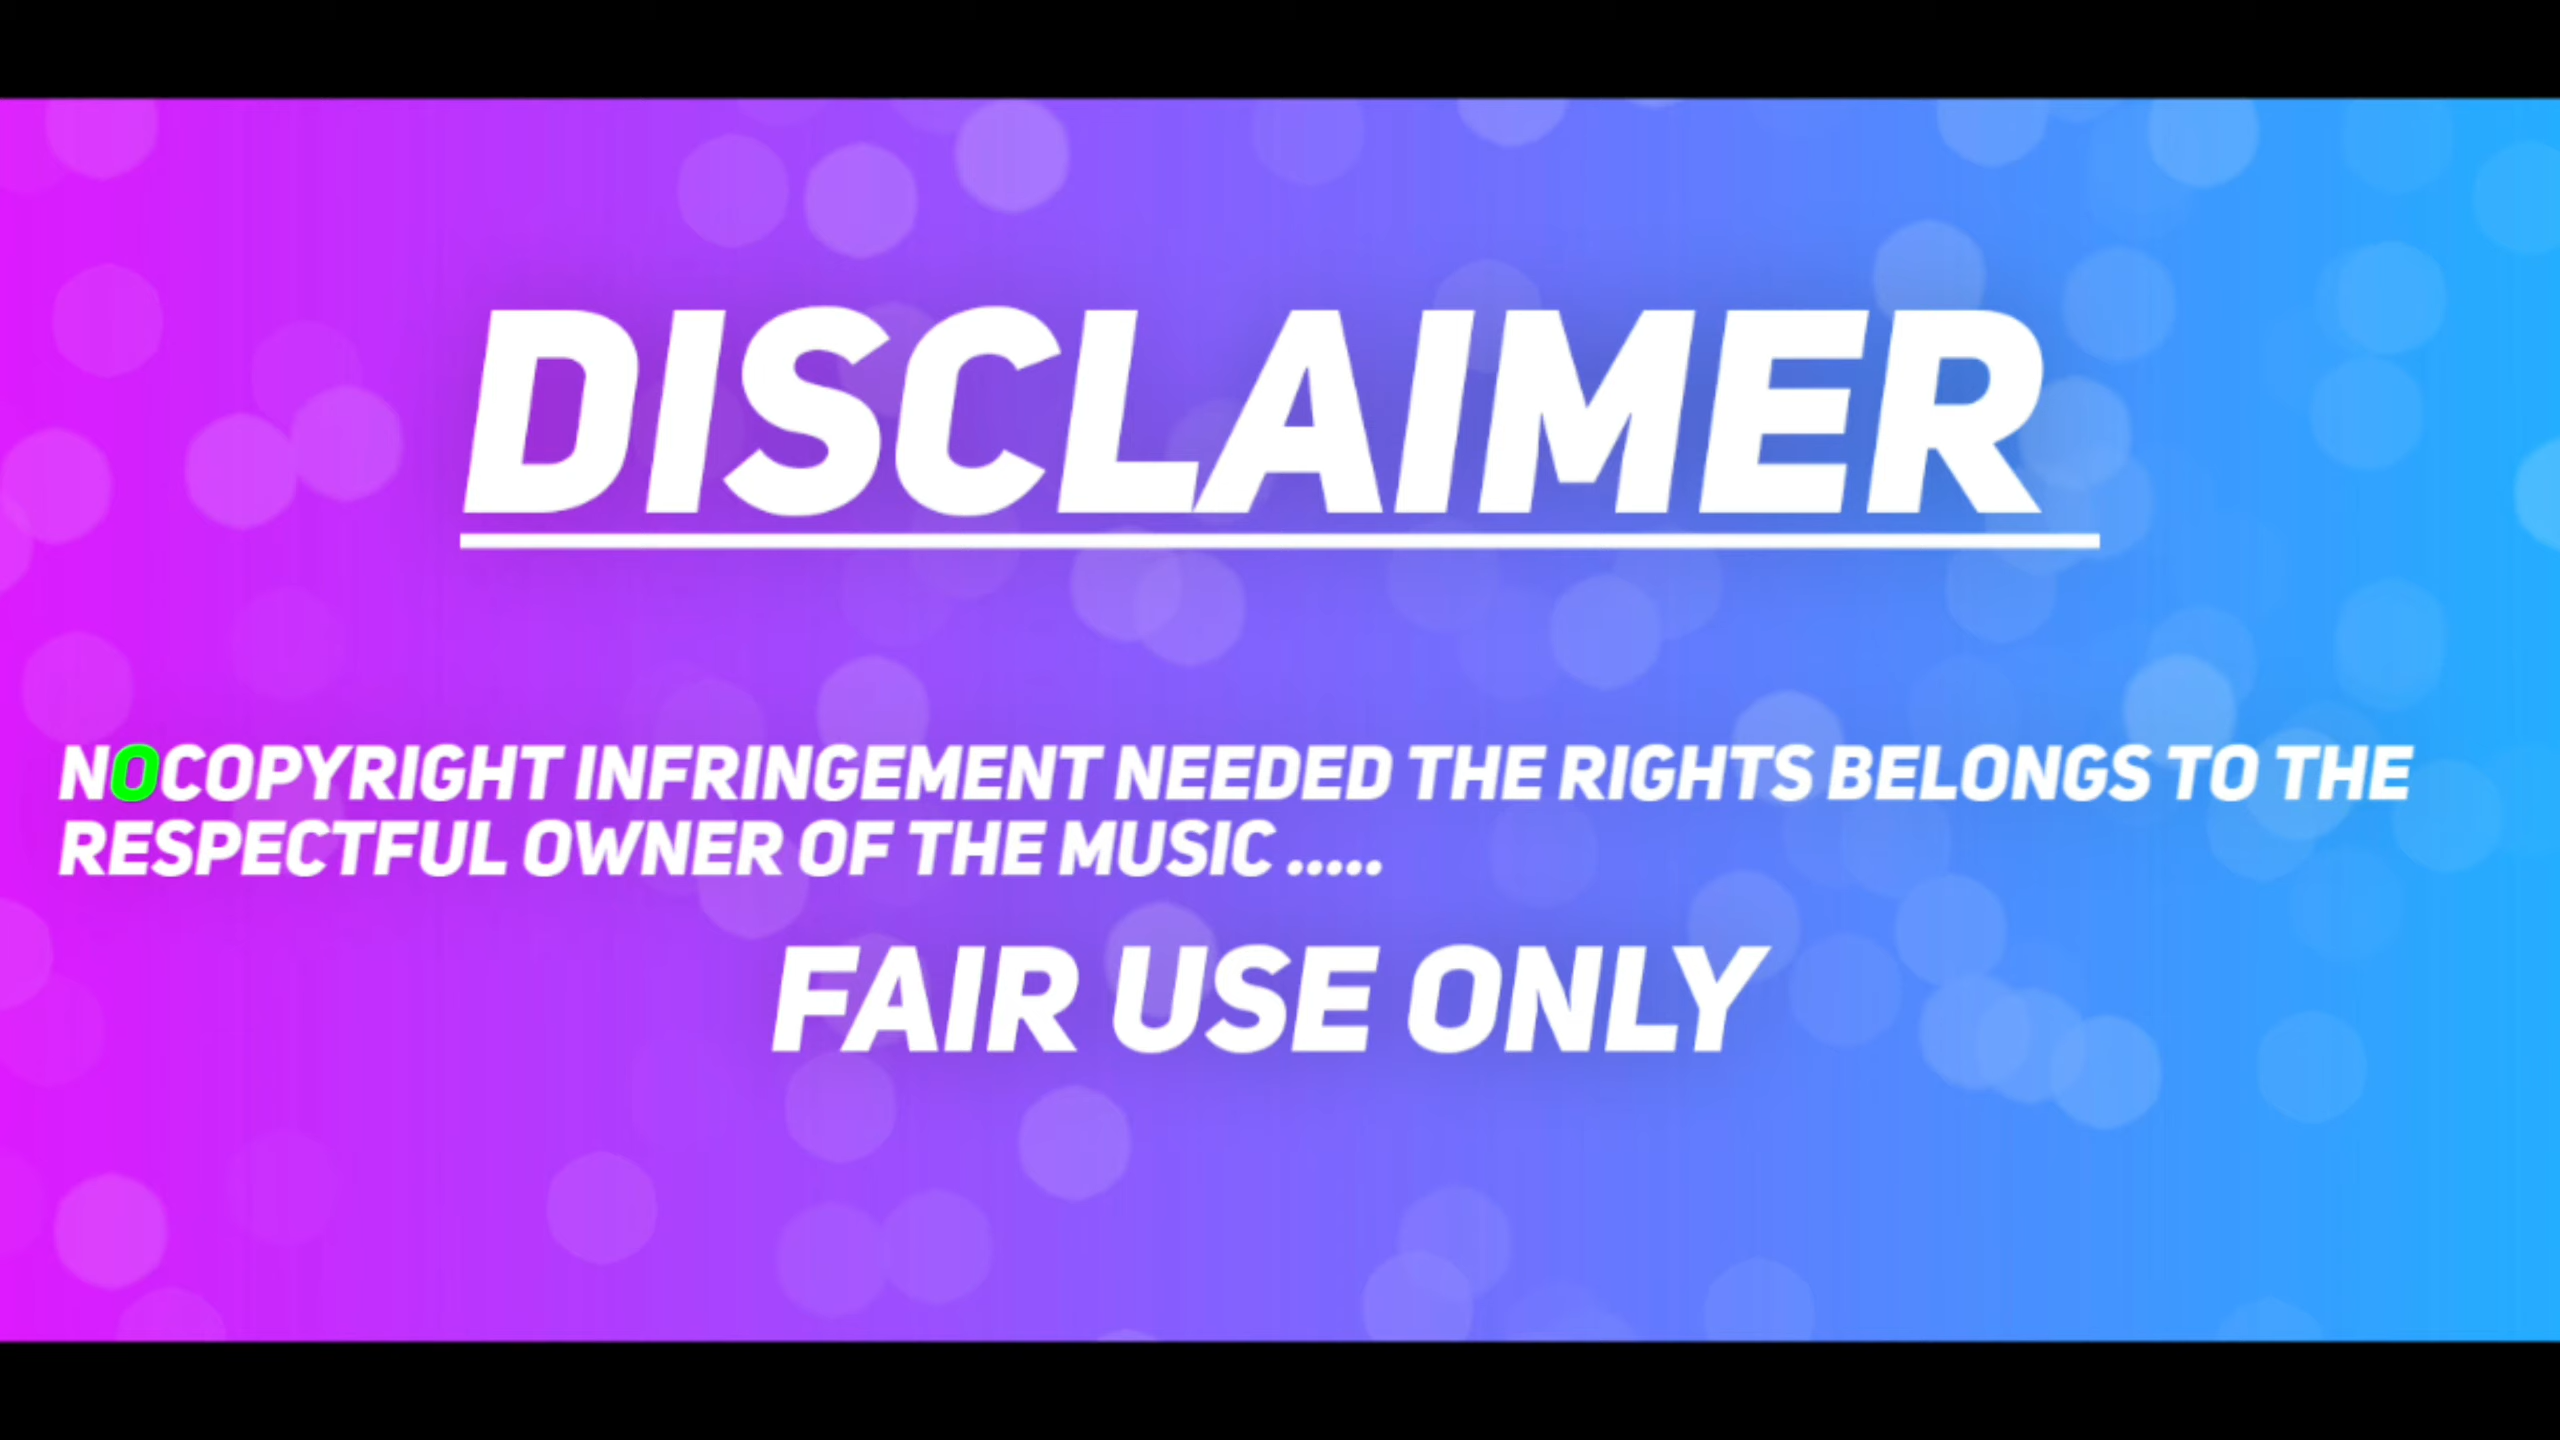 DISCLAIMER
NOCOPYRIGHT INFRINGEMENT NEEDED THE RIGHTS BELONGS TO THE
RESPECTFUL OWNER OF THE MUSIC .....
FAIR USE ONLY